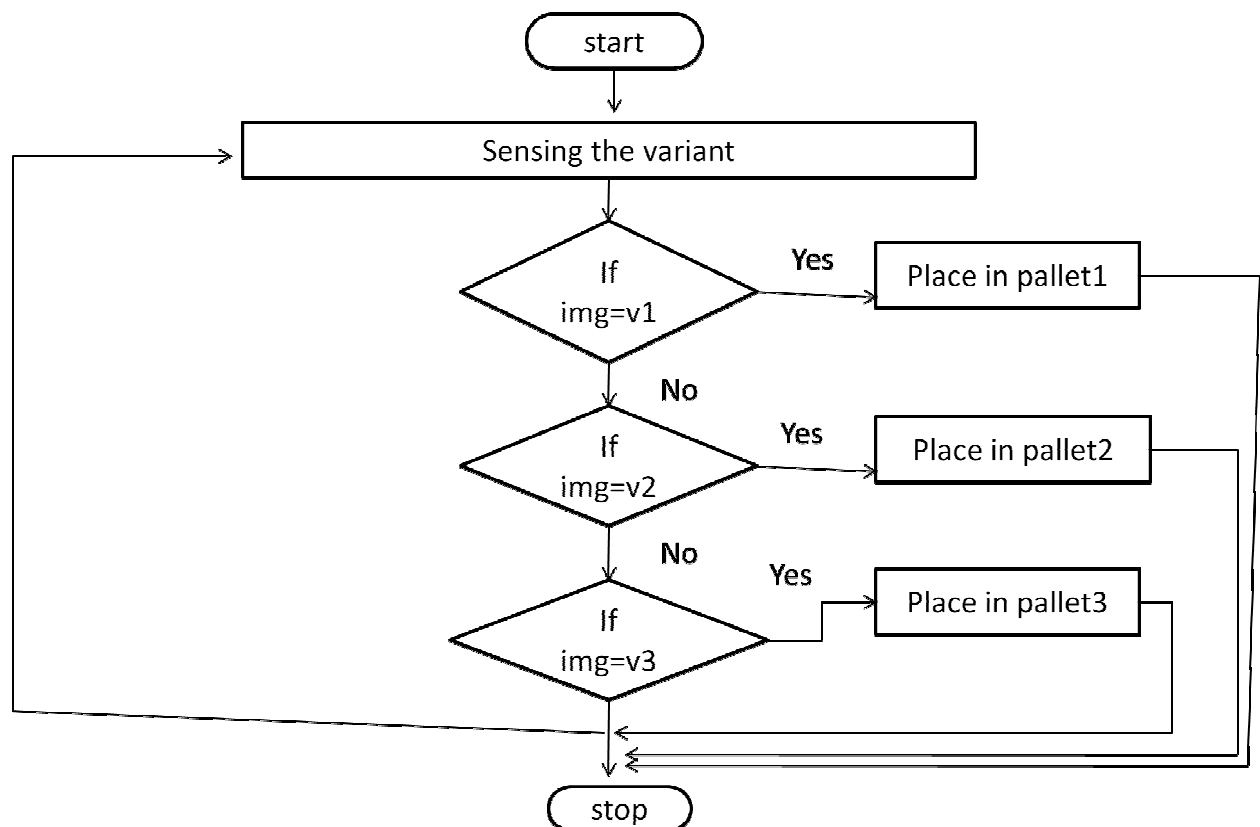 start
Sensing the variant
If
img=v1
Yes
Place in pallet1
No
If
img=v2
Yes
Place in pallet2
No
If
img=v3
Yes
Place in pallet3
stop